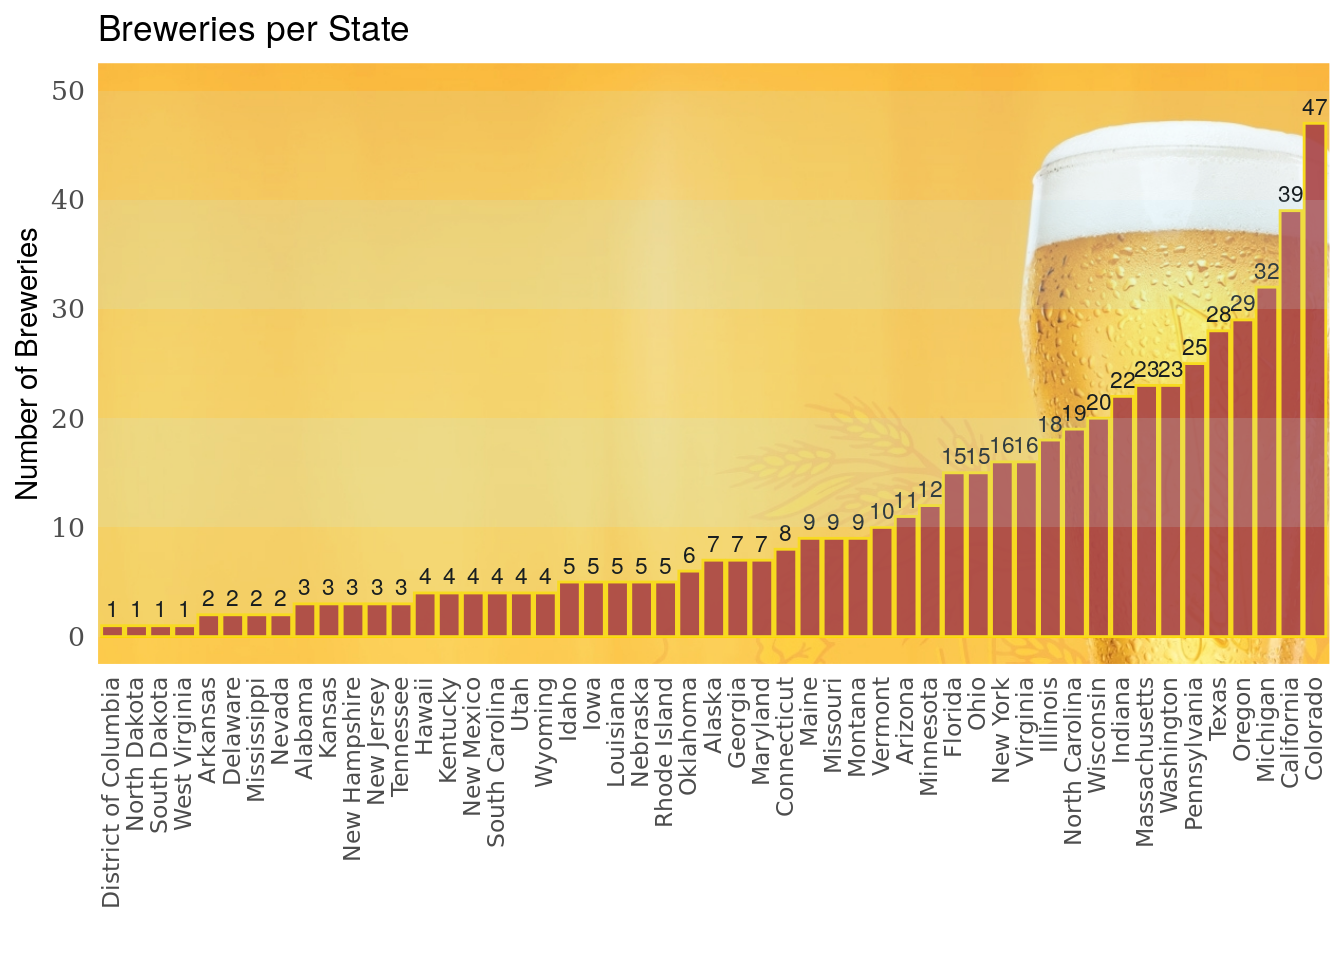 Breweries per State
Number of Breweries
50
40
30
20
10
0
1 1 1 1 2 2 2 2 3 3 3 3 3 4 4 4 4 4 4 5 5 5 5 5 6 7 7 7 8 9 9 9 10 11 12 15 15 16 16 18 19 20 22 23 23 25 28 29 32 39 47
District of Columbia
North Dakota
South Dakota
West Virginia
Arkansas
Delaware
Mississippi
Nevada
Alabama
Kansas
New Hampshire
New Jersey
Tennessee
Hawaii
Kentucky
New Mexico
South Carolina
Utah
Wyoming
Idaho
Iowa
Louisiana
Nebraska
Rhode Island
Oklahoma
Alaska
Georgia
Maryland
Connecticut
Maine
Missouri
Montana
Vermont
Arizona
Minnesota
Florida
Ohio
New York
Virginia
Illinois
North Carolina
Wisconsin
Indiana
Massachusetts
Washington
Pennsylvania
Texas
Oregon
Michigan
California
Colorado